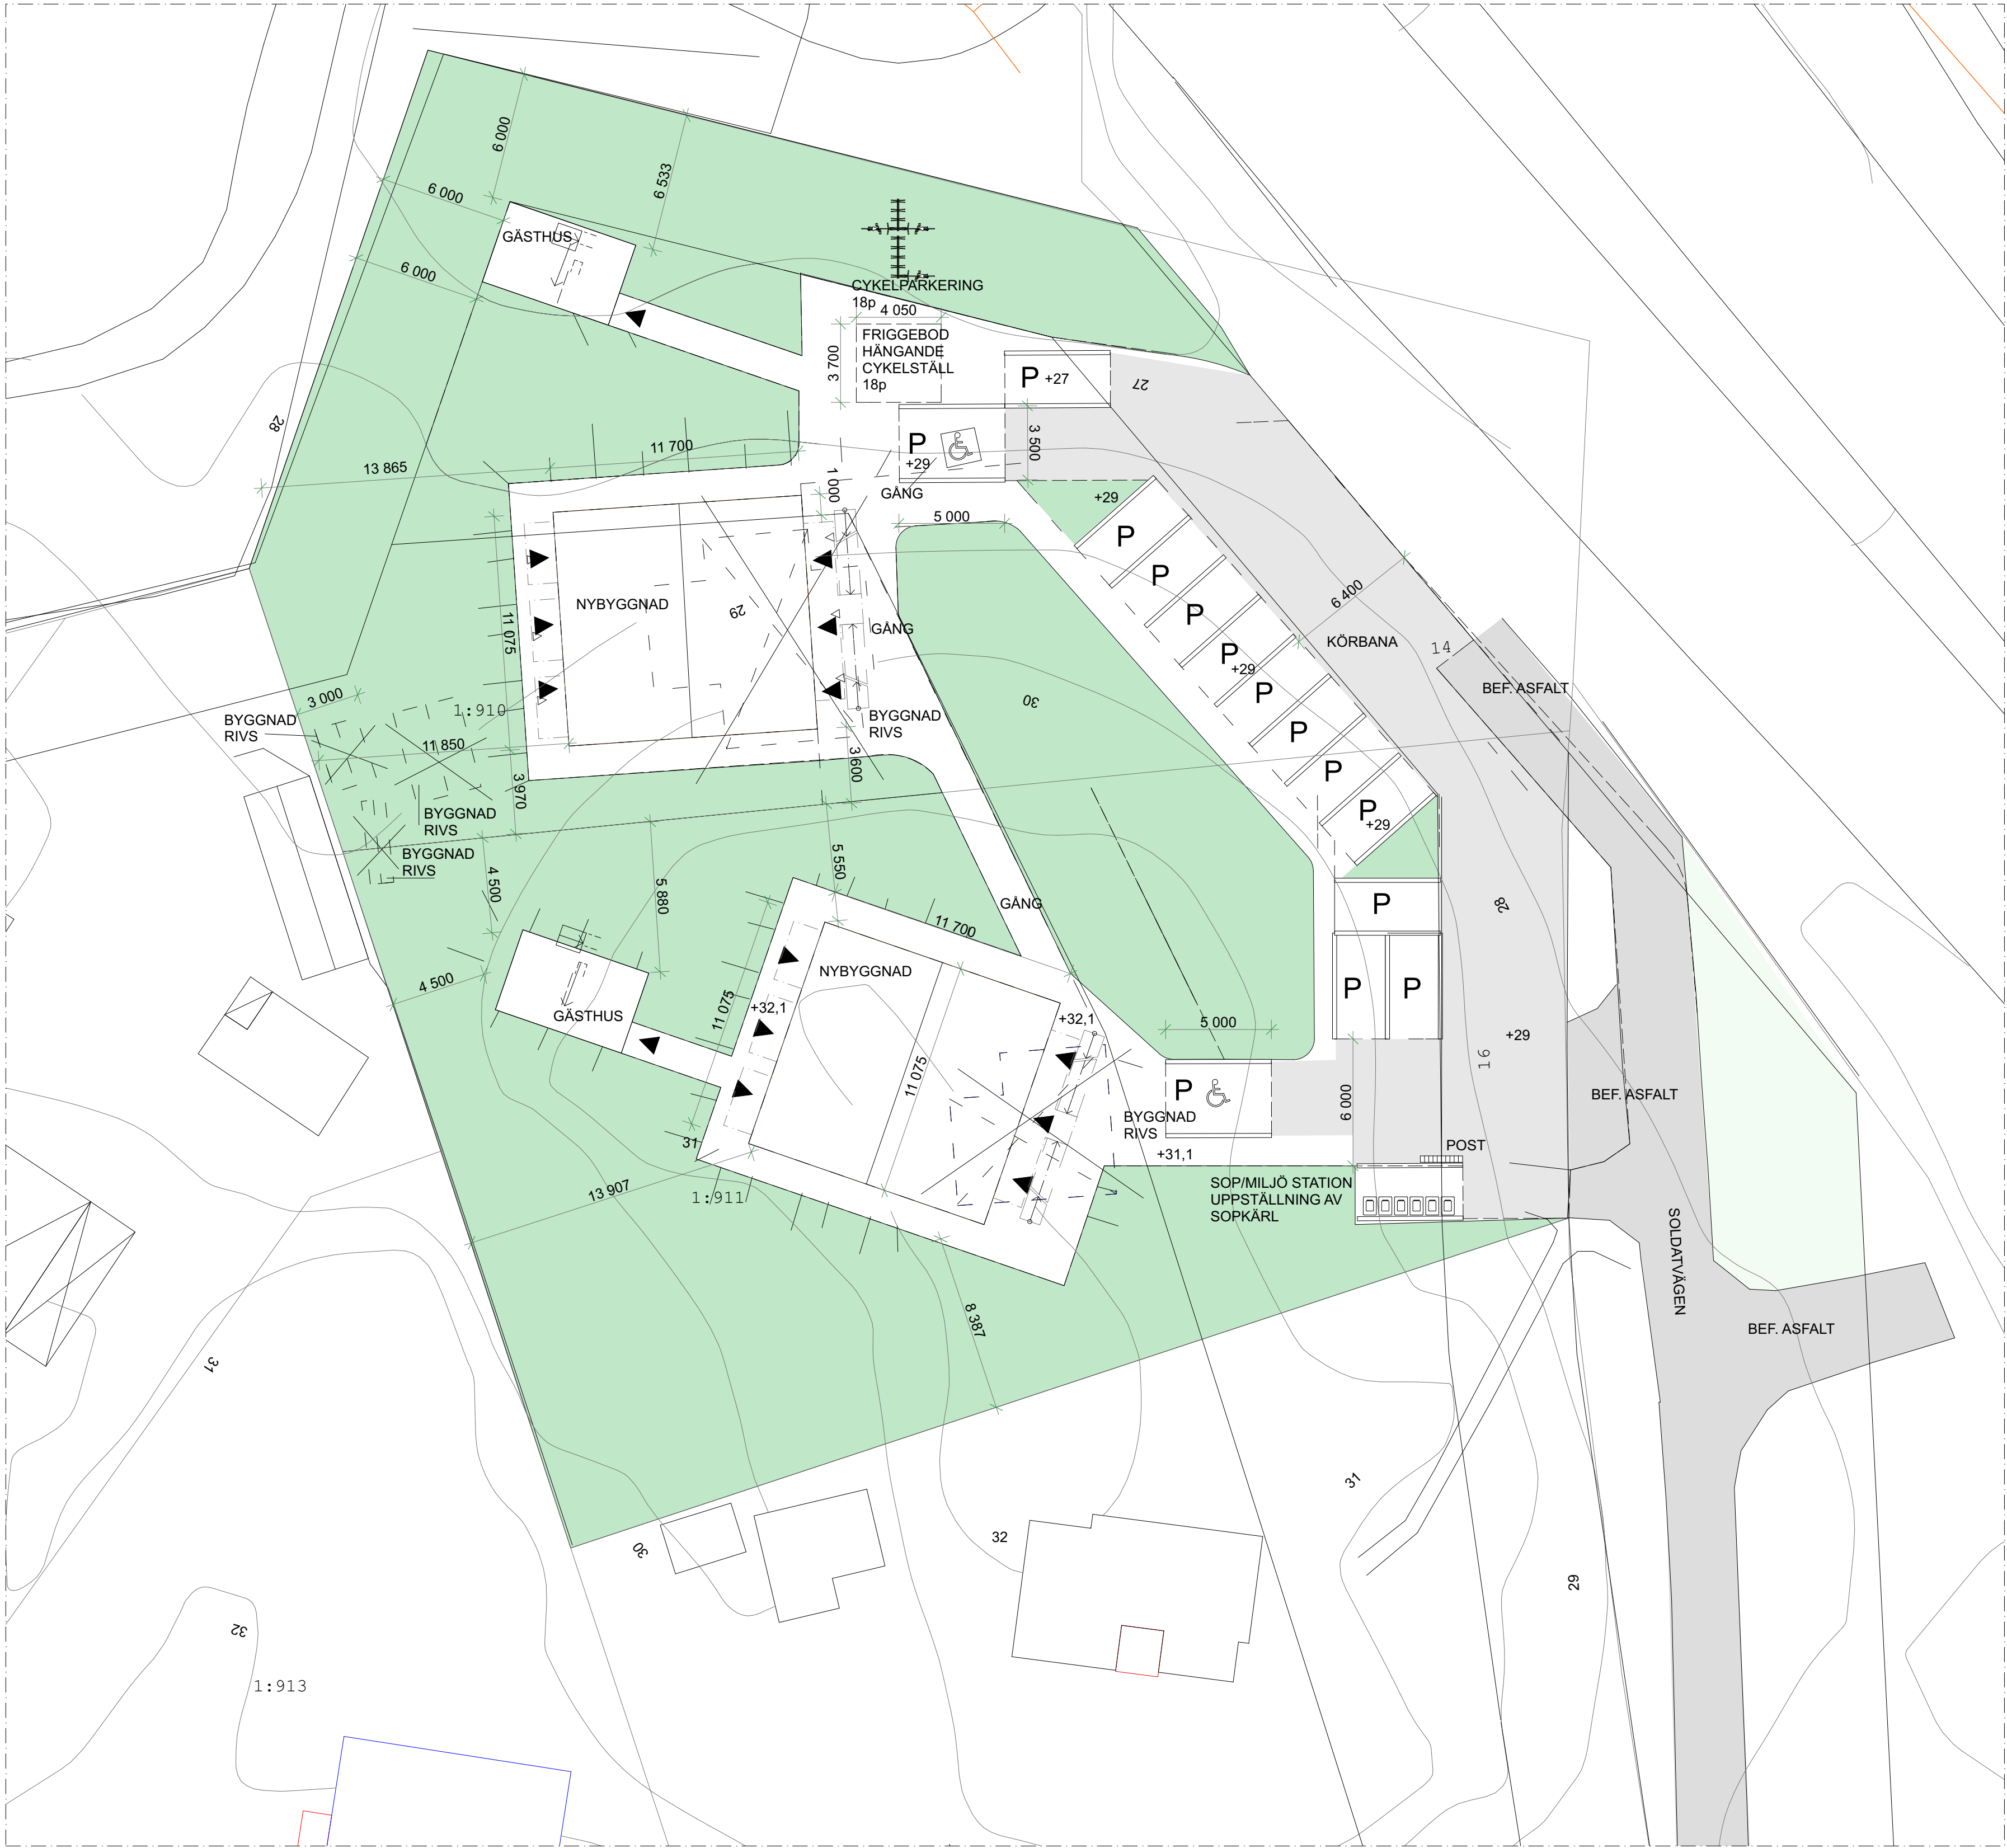 6 000
6 533
6 000
GÄSTHUS
6 000
CYKELPARKERING
18p
4 050
FRIGGEBOD
HÄNGANDE
CYKELSTÄLL
18p
3 700
P +27
27
28
P
+29
3 500
11 700
13 865
1 000
GÅNG
+29
5 000
P
P
6 400
NYBYGGNAD
29
11 075
GÅNG
P
KÖRBANA
14
P
+29
BEF. ASFALT
P
3 000
1:910
30
BYGGNAD
RIVS
BYGGNAD
RIVS
P
11 850
3 600
3 970
P
BYGGNAD
RIVS
P
+29
BYGGNAD
RIVS
5 550
4 500
5 880
GÅNG
P
28
11 700
NYBYGGNAD
4 500
P
P
+32,1
11 075
GÄSTHUS
+32,1
5 000
+29
16
11 075
P
BEF. ASFALT
6 000
BYGGNAD
RIVS
31
POST
+31,1
13 907
1:911
SOP/MILJÖ STATION
UPPSTÄLLNING AV
SOPKÄRL
SOLDATVÄGEN
8 387
BEF. ASFALT
31
31
30
32
29
32
1:913